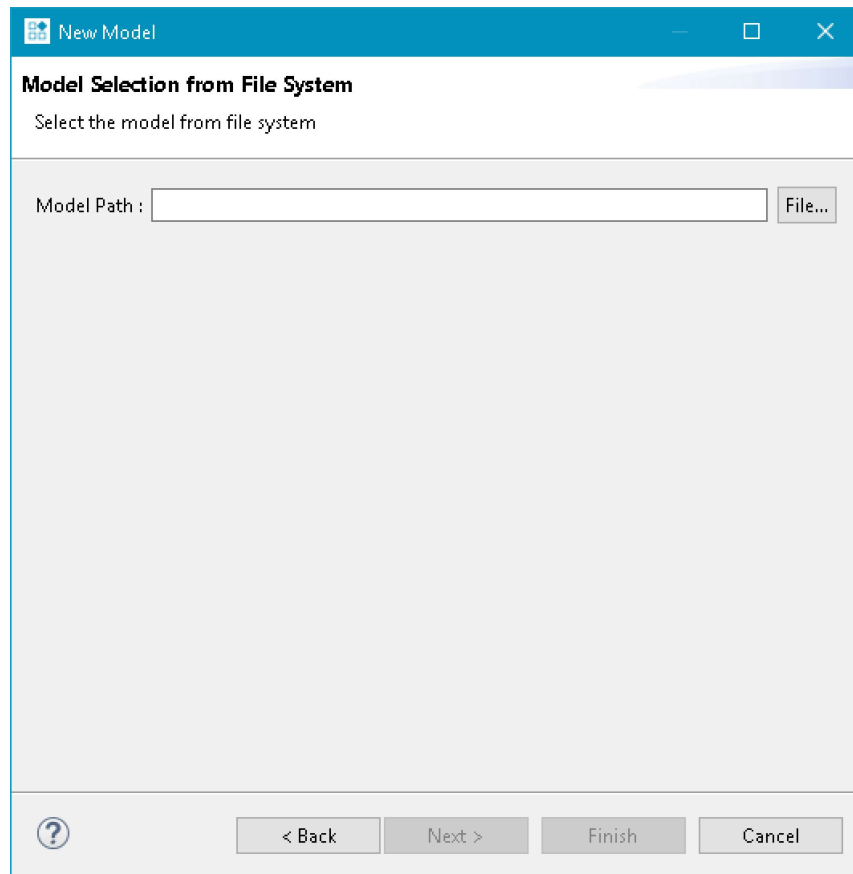 New Model
Model Selection from File System
Select the model from file system
Model Path :
File...
?
< Back
Next >
Finish
Cancel